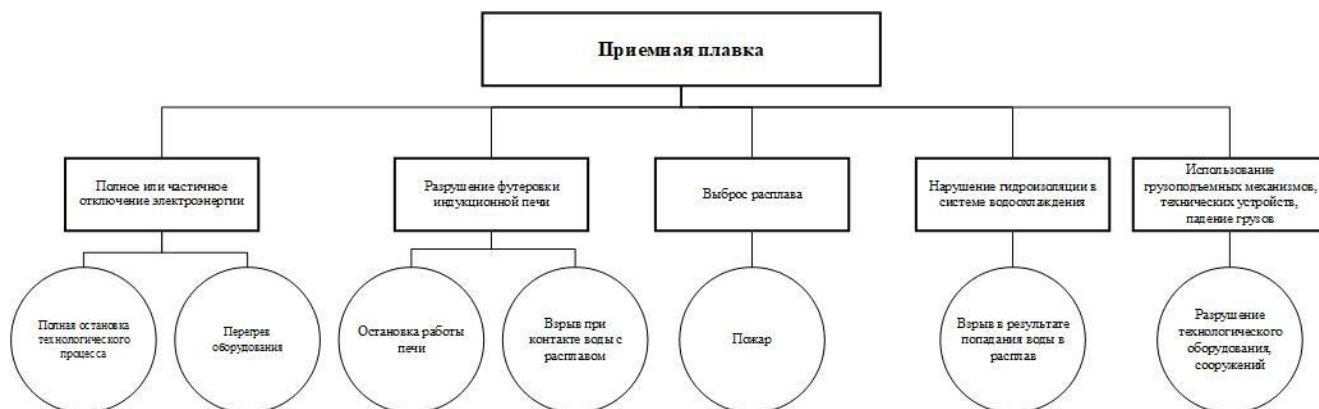 Приемная плавка
Полное или частичное
отключение электроэнергии
Разрушение футеровки
индукционной печи
Выброс расплава
Нарушение гидроизоляции в
системе водоохлаждения
Использование
грузоподъемных механизмов,
технических устройств,
падение грузов
Полная остановка
технологического
процесса
Перегрев
оборудования
Остановка работы
печи
Взрыв при
контакте воды с
расплавом
Пожар
Взрыв в результате
попадания воды в
расплав
Разрушение
технологического
оборудования,
сооружений